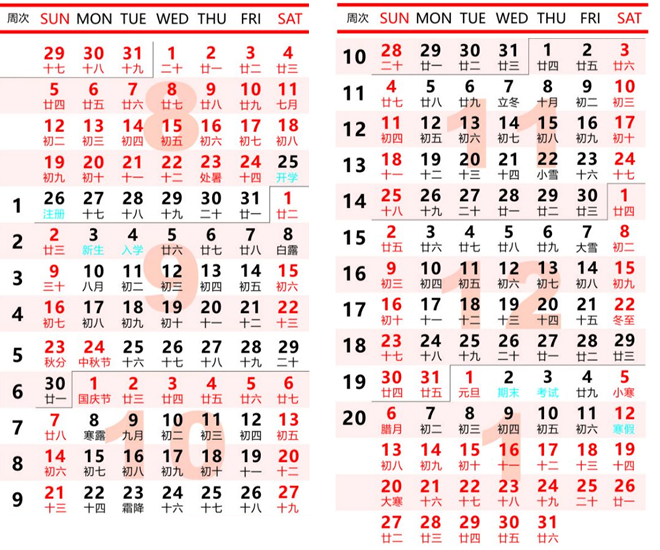 周次 SUN MON TUE WED THU FRI SAT
29 30 31 1 2 3 4
十七 十八 十九 二十 廿一 廿二 廿三
5 6 7 8 9 10 11
廿四 廿五 廿六 廿七 廿八 廿九 七月
8
12 13 14 15 16 17 18
初二 初三 初四 初五 初六 初七 初八
19 20 21 22 23 24 25
初九 初十 十一 十二 处暑 十四 开学
1 26 27 28 29 30 31 1
注册 十七 十八 十九 二十 廿一 廿二
2 2 3 4 5 6 7 8
廿三 新生 入学 廿六 廿七 廿八 白露
3 9 10 11 12 13 14 15
三十 八月 初二 初三 初四 初五 初六
9
4 16 17 18 19 20 21 22
初七 初八 初九 初十 十一 十二 十三
5 23 24 25 26 27 28 29
秋分 中秋节 十六 十七 十八 十九 二十
6 30 1 2 3 4 5 6
廿一 国庆节 廿三 廿四 廿五 廿六 廿七
7 7 8 9 10 11 12 13
廿八 寒露 九月 初二 初三 初四 初五
10
8 14 15 16 17 18 19 20
初六 初七 初八 初九 初十 十一 十二
9 21 22 23 24 25 26 27
十三 十四 霜降 十六 十七 十八 十九
周次 SUN MON TUE WED THU FRI SAT
10 28 29 30 31 1 2 3
二十 廿一 廿二 廿三 廿四 廿五 廿六
11 4 5 6 7 8 9 10
廿七 廿八 廿九 立冬 十月 初二 初三
11
12 11 12 13 14 15 16 17
初四 初五 初六 初七 初八 初九 初十
13 18 19 20 21 22 23 24
十一 十二 十三 十四 小雪 十六 十七
14 25 26 27 28 29 30 1
十八 十九 二十 廿一 廿二 廿三 廿四
15 2 3 4 5 6 7 8
廿五 廿六 廿七 廿八 廿九 大雪 初二
16 9 10 11 12 13 14 15
初三 初四 初五 初六 初七 初八 初九
12
17 16 17 18 19 20 21 22
初十 十一 十二 十三 十四 十五 冬至
18 23 24 25 26 27 28 29
十七 十八 十九 二十 廿一 廿二 廿三
19 30 31 1 2 3 4 5
廿四 廿五 元旦 期末 考试 廿九 小寒
20 6 7 8 9 10 11 12
腊月 初二 初三 初四 初五 初六 寒假
1
13 14 15 16 17 18 19
初八 初九 初十 十一 十二 十三 十四
20 21 22 23 24 25 26
大寒 十六 十七 十八 十九 二十 廿一
27 28 29 30 31
廿二 廿三 廿四 廿五 廿六